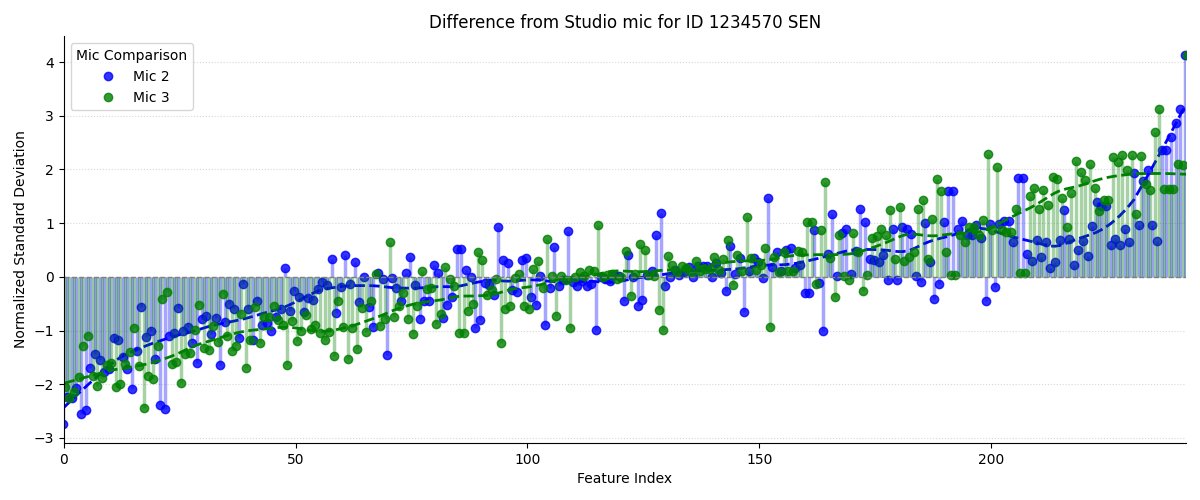 Difference from Studio mic for ID 1234570 SEN
Mic Comparison
Mic 2
Mic 3
Normalized Standard Deviation
4
3
2
1
0
−1
−2
−3
0
50
100
150
200
Feature Index